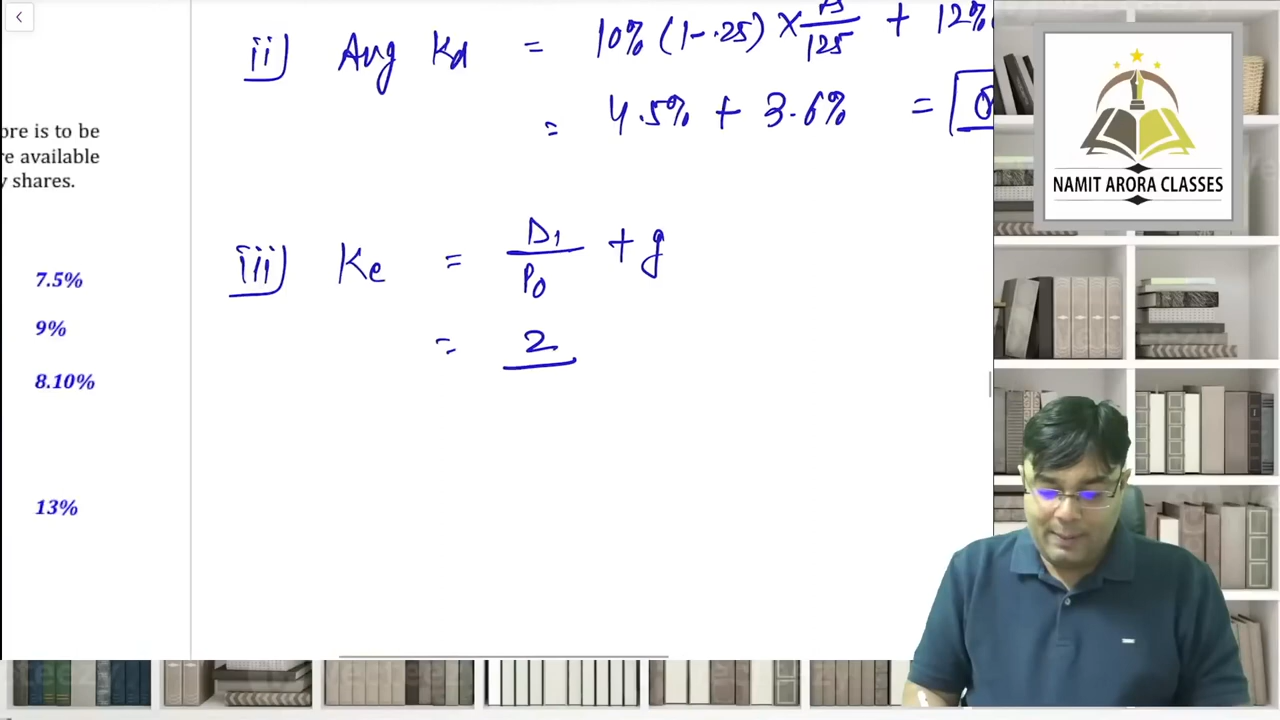 ii) Avg Kd = 10% (1-.25) × 75/125 + 12%
= 4.5% + 3.6% =
ore is to be
re available
y shares.
iii) Ke = D1/P0 + g
= 2
7.5%
9%
8.10%
13%
NAMIT ARORA CLASSES